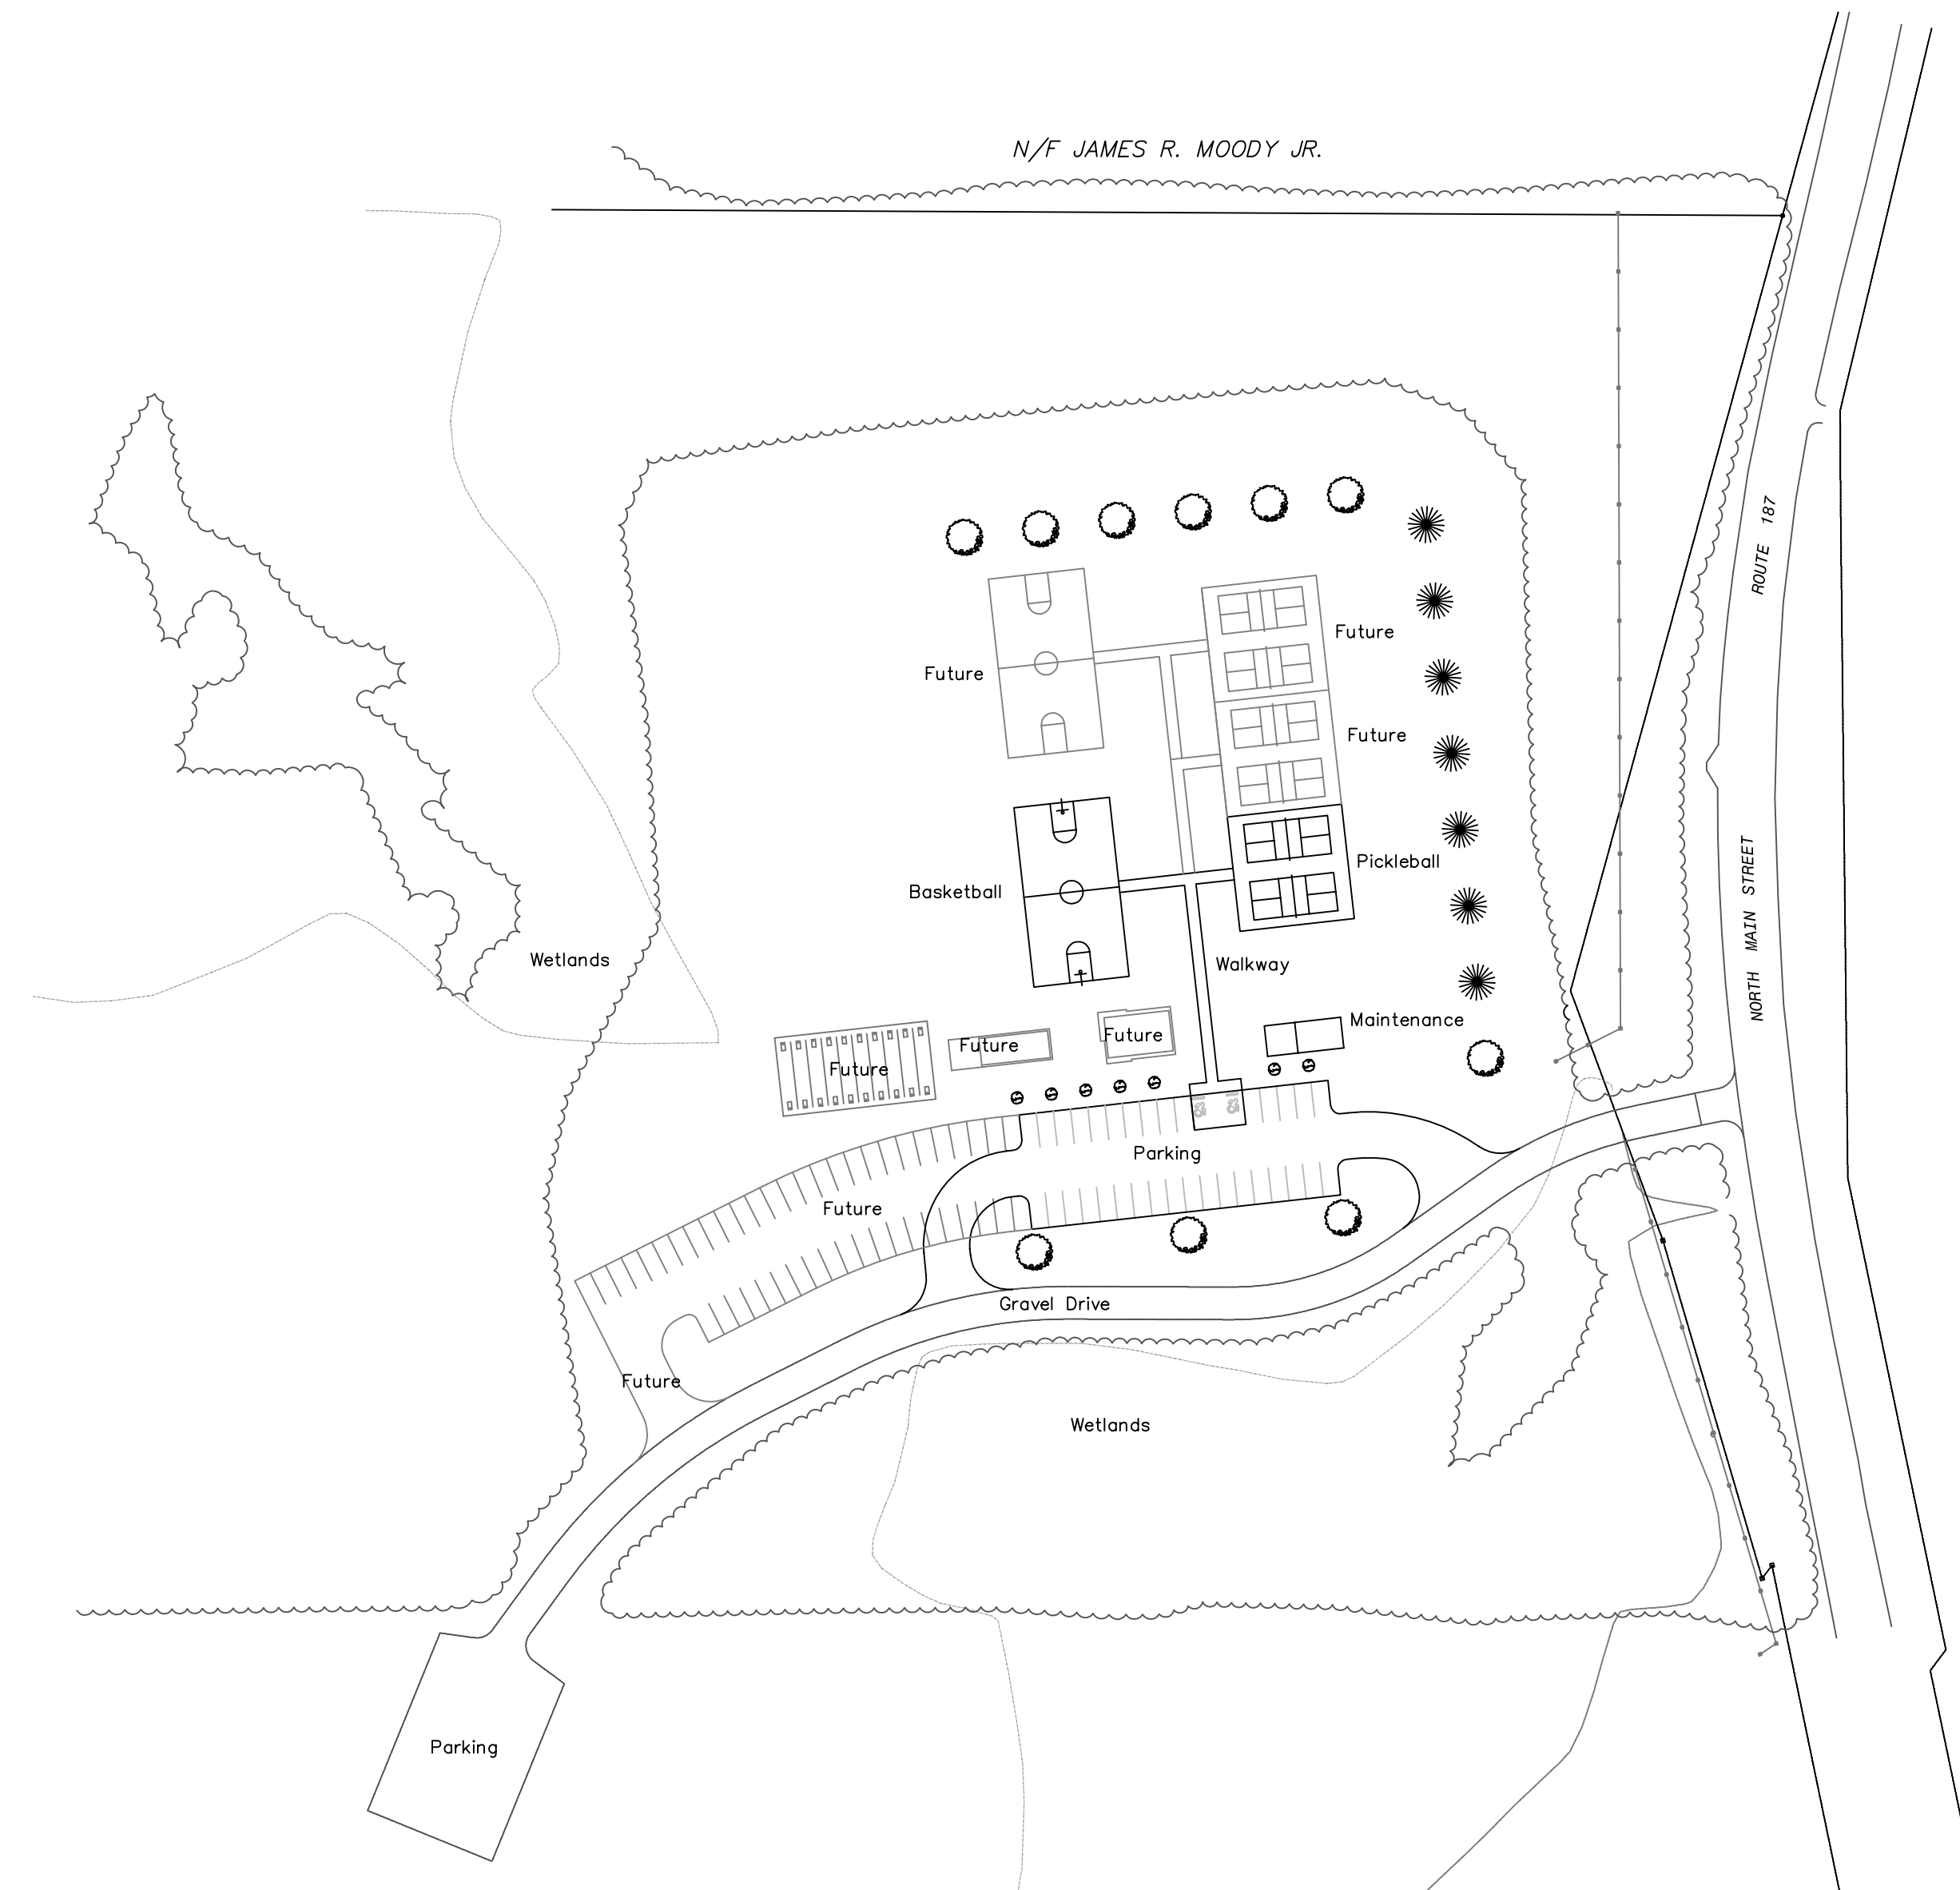 N/F JAMES R. MOODY JR.
ROUTE 187
Future
Future
Future
NORTH MAIN STREET
Pickleball
Basketball
Wetlands
Walkway
Maintenance
Future
Future
Future
Parking
Future
Gravel Drive
Future
Wetlands
Parking